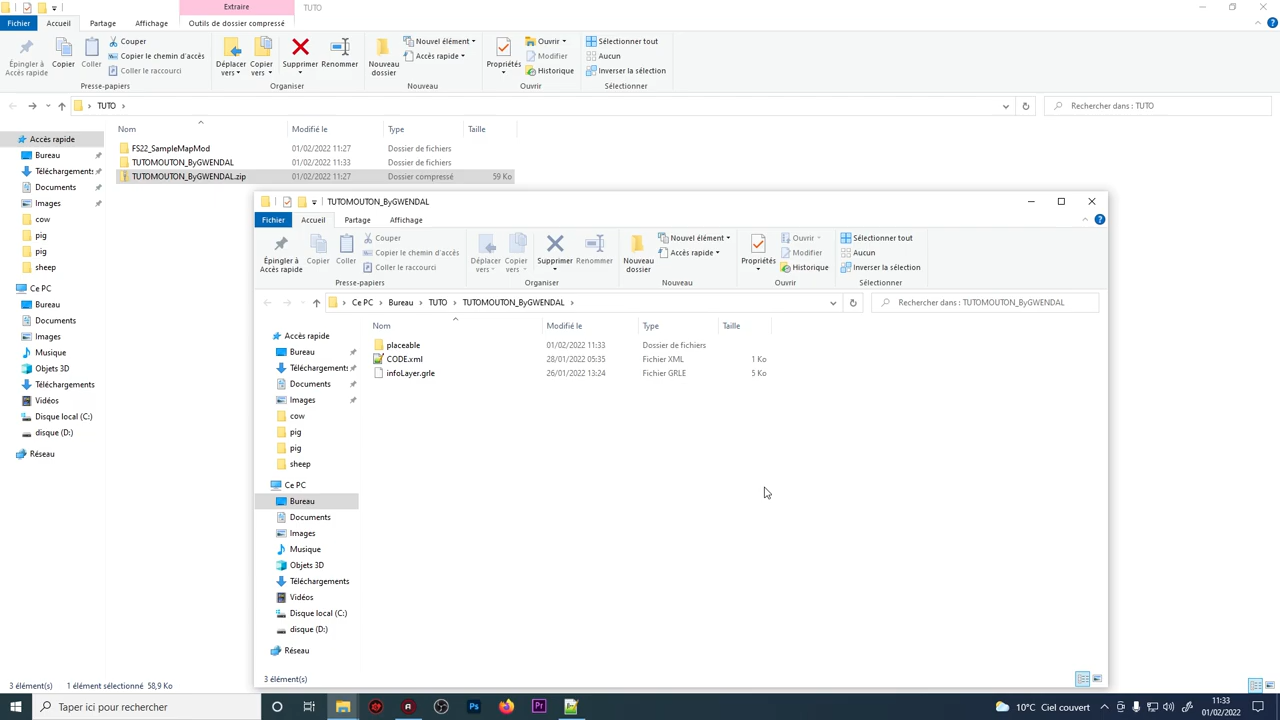 Extraire
TUTO
Fichier Accueil Partage Affichage Outils de dossier compressé
Épingler à Accès rapide
Copier
Coller
Couper
Copier le chemin d'accès
Coller le raccourci
Déplacer vers
Copier vers
Supprimer
Renommer
Nouveau dossier
Nouvel élément
Accès rapide
Propriétés
Ouvrir
Modifier
Historique
Sélectionner tout
Aucun
Inverser la sélection
Presse-papiers Organiser Nouveau Ouvrir Sélectionner
TUTO
Rechercher dans : TUTO
Nom Modifié le Type Taille
FS22_SampleMapMod 01/02/2022 11:27 Dossier de fichiers
TUTOMOUTON_ByGWENDAL 01/02/2022 11:33 Dossier de fichiers
TUTOMOUTON_ByGWENDAL.zip 01/02/2022 11:27 Dossier compressé 59 Ko
Accès rapide
Bureau
Téléchargements
Documents
Images
cow
pig
pig
sheep
Ce PC
Bureau
Documents
Images
Musique
Objets 3D
Téléchargements
Vidéos
Disque local (C:)
disque (D:)
Réseau
3 élément(s) 1 élément sélectionné 58,9 Ko
TUTOMOUTON_ByGWENDAL
Fichier Accueil Partage Affichage
Épingler à Accès rapide
Copier
Coller
Couper
Copier le chemin d'accès
Coller le raccourci
Déplacer vers
Copier vers
Supprimer
Renommer
Nouveau dossier
Nouvel élément
Accès rapide
Propriétés
Ouvrir
Modifier
Historique
Sélectionner tout
Aucun
Inverser la sélection
Presse-papiers Organiser Nouveau Ouvrir Sélectionner
Ce PC Bureau TUTO TUTOMOUTON_ByGWENDAL
Rechercher dans : TUTOMOUTON_ByGWENDAL
Nom Modifié le Type Taille
placeable 01/02/2022 11:33 Dossier de fichiers
CODE.xml 28/01/2022 05:35 Fichier XML 1 Ko
infoLayer.grle 26/01/2022 13:24 Fichier GRLE 5 Ko
Accès rapide
Bureau
Téléchargements
Documents
Images
cow
pig
pig
sheep
Ce PC
Bureau
Documents
Images
Musique
Objets 3D
Téléchargements
Vidéos
Disque local (C:)
disque (D:)
Réseau
3 élément(s)
Taper ici pour rechercher
Ps
Pr
10°C Ciel couvert
11:33
01/02/2022